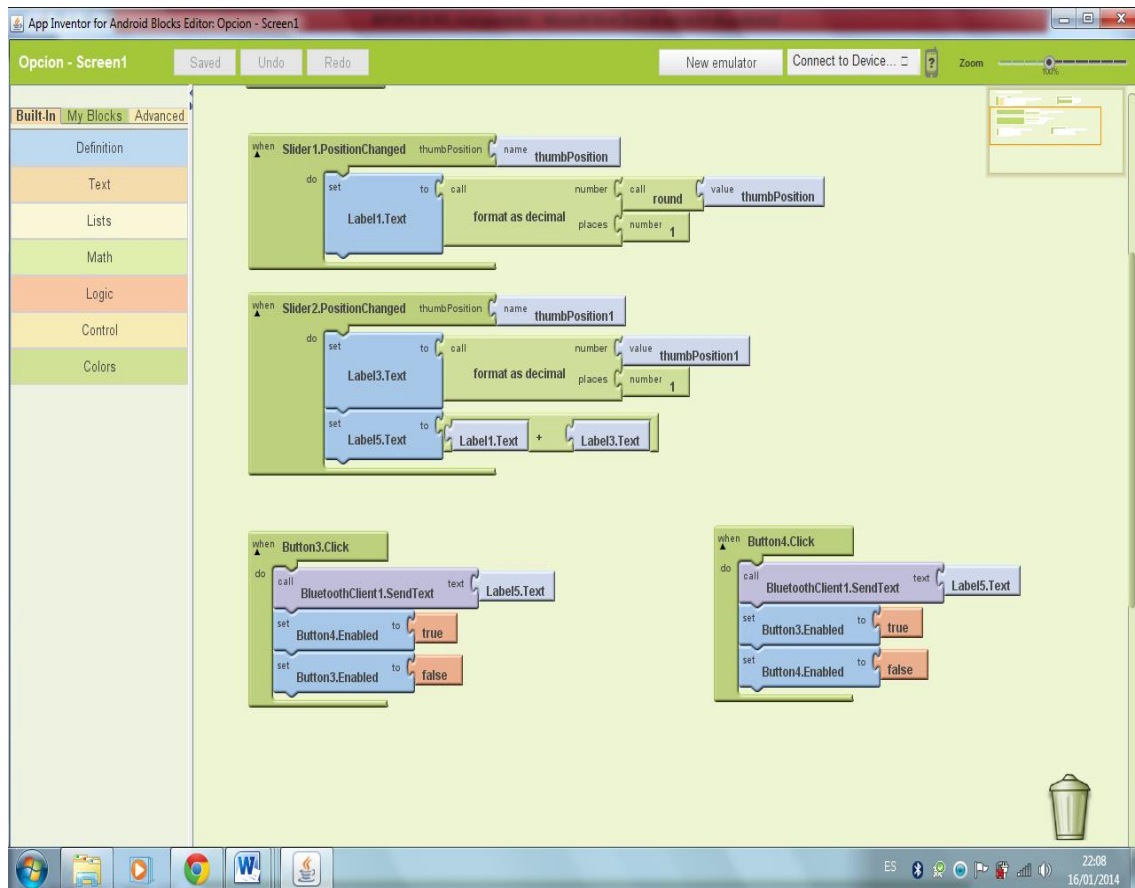 App Inventor for Android Blocks Editor: Opcion - Screen1
Opcion - Screen1 Saved Undo Redo New emulator Connect to Device... ? Zoom 100%
Built-In My Blocks Advanced
Definition
Text
Lists
Math
Logic
Control
Colors
when Slider1.PositionChanged thumbPosition name thumbPosition
do set Label1.Text to call format as decimal number call round value thumbPosition
places number 1
when Slider2.PositionChanged thumbPosition name thumbPosition1
do set Label3.Text to call format as decimal number value thumbPosition1
places number 1
set Label5.Text to Label1.Text + Label3.Text
when Button3.Click
do call BluetoothClient1.SendText text Label5.Text
set Button4.Enabled to true
set Button3.Enabled to false
when Button4.Click
do call BluetoothClient1.SendText text Label5.Text
set Button3.Enabled to true
set Button4.Enabled to false
ES 22:08
16/01/2014